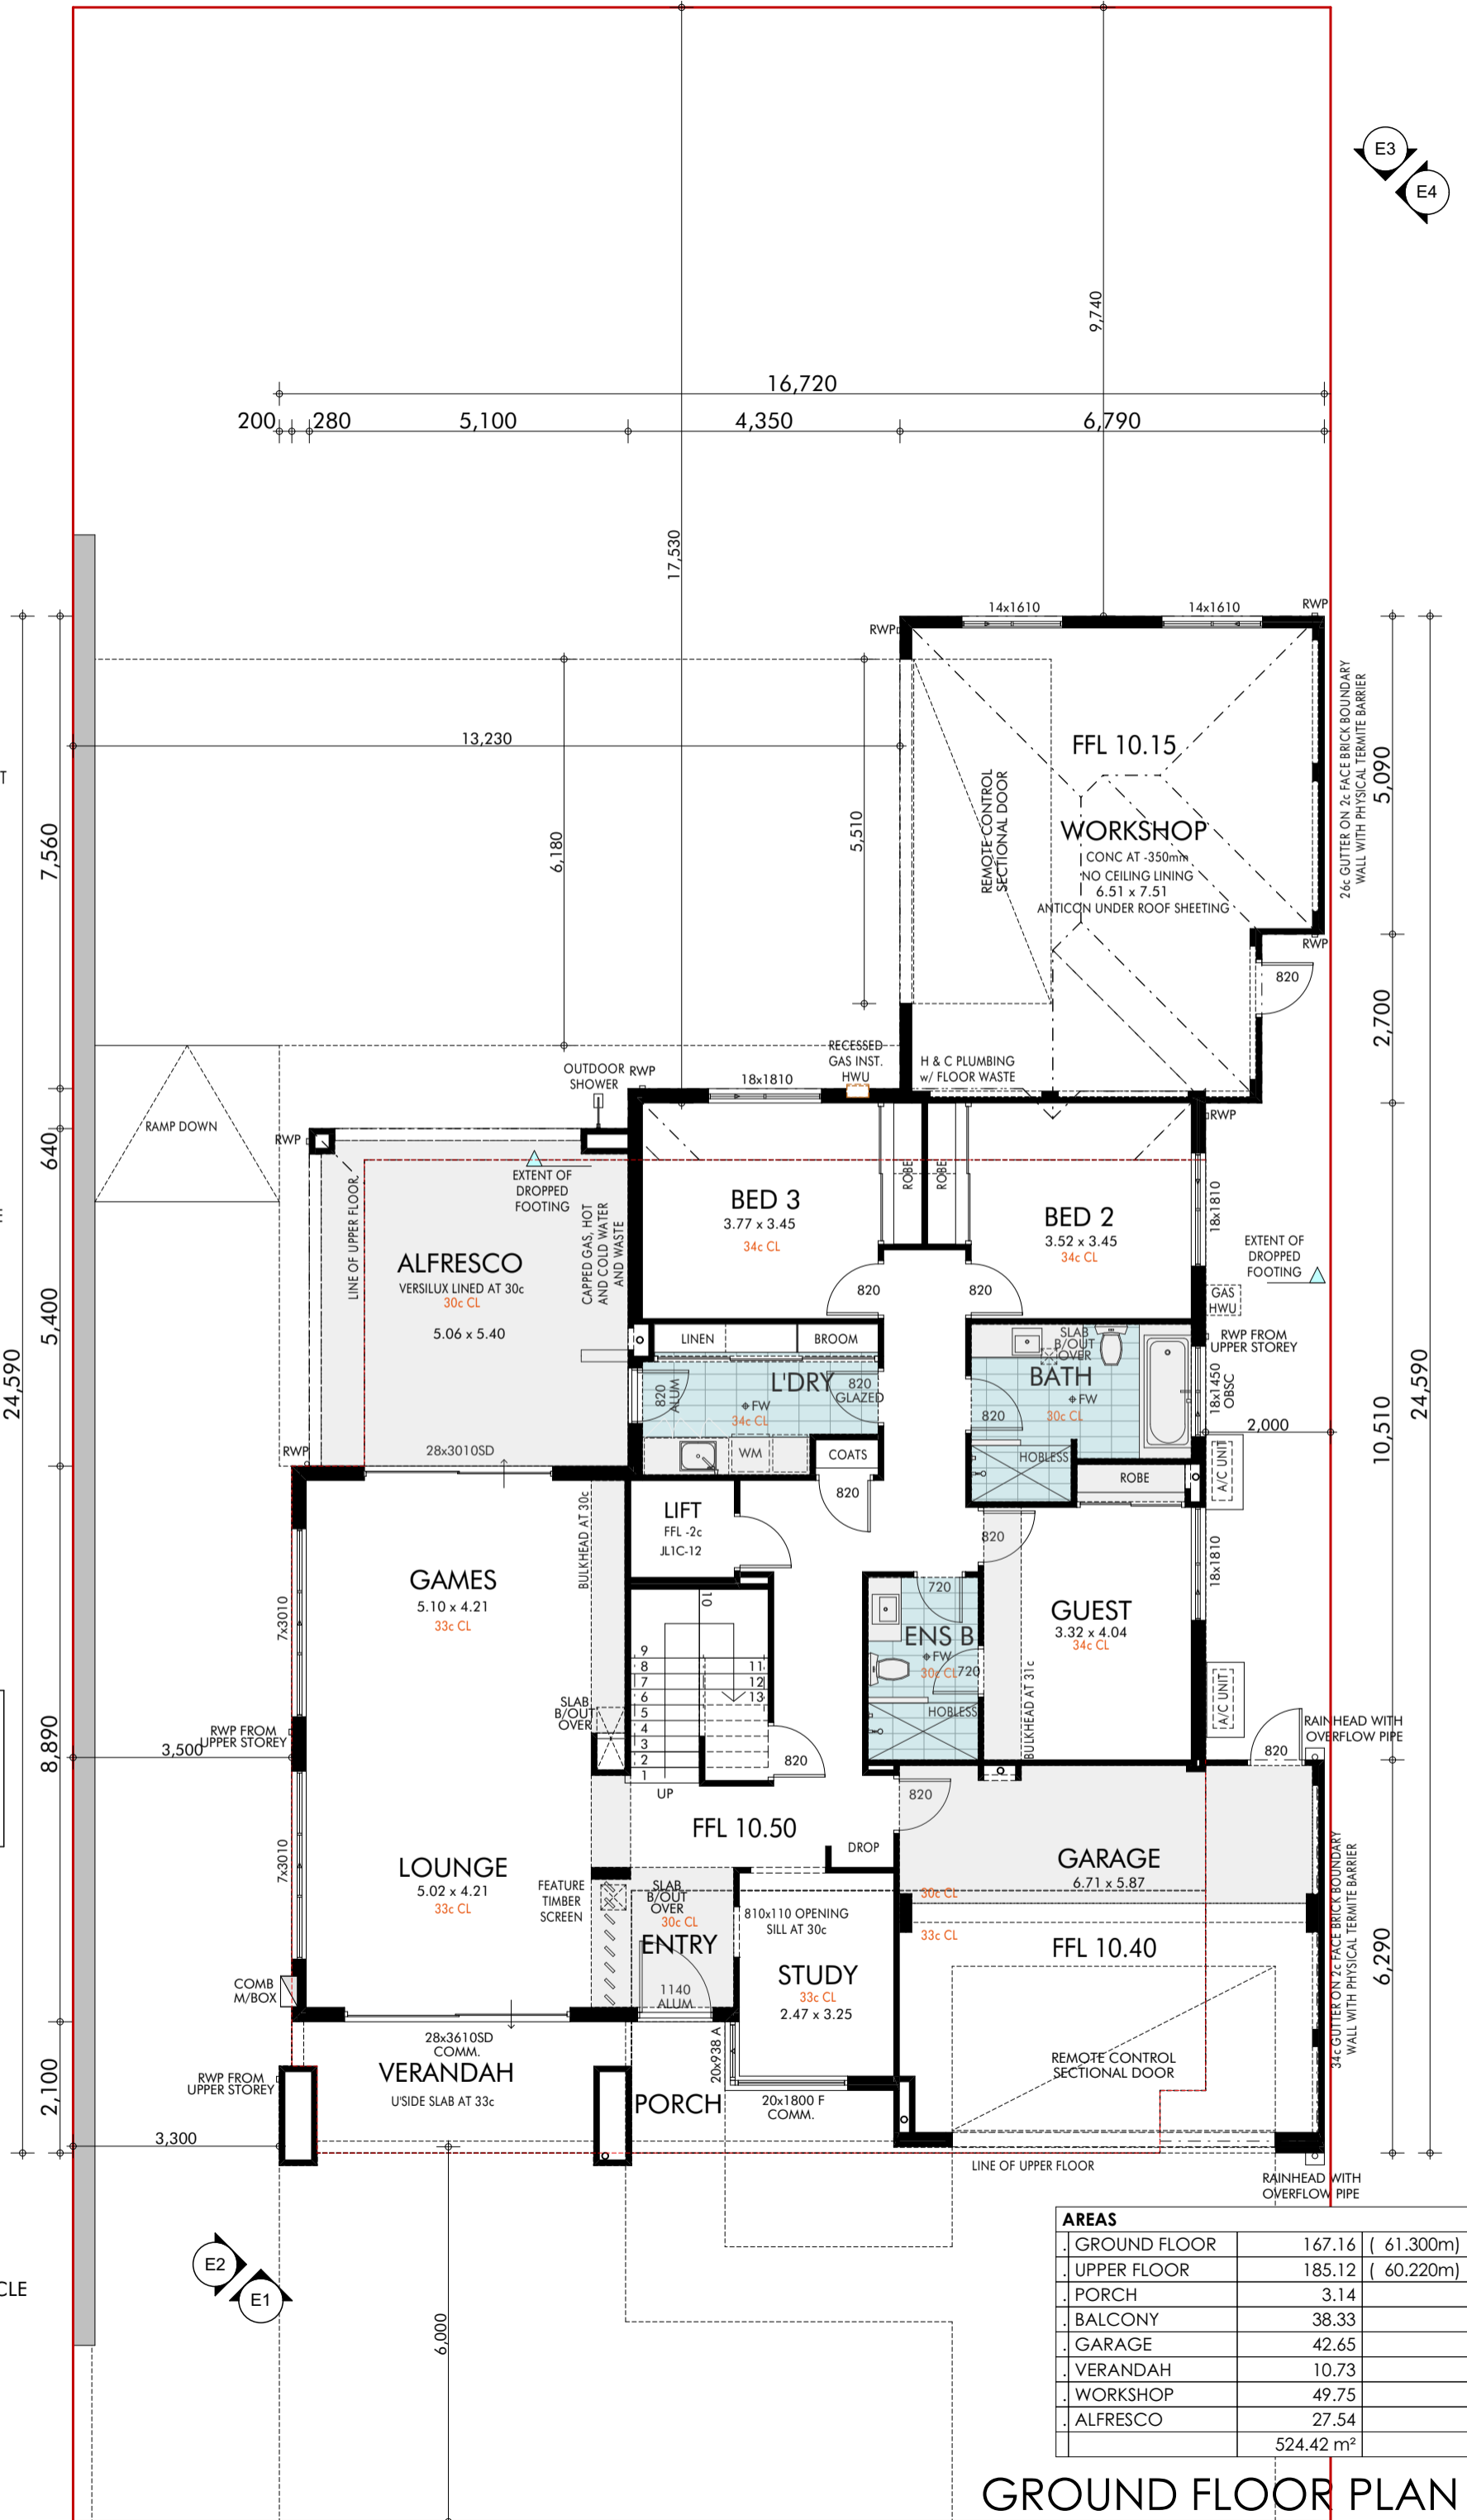 E3
E4
9,740
16,720
200
280
5,100
4,350
6,790
17,530
14x1610
14x1610
RWP
RWP
13,230
FFL 10.15
REMOTE CONTROL
SECTIONAL DOOR
WORKSHOP
CONC AT -350mm
NO CEILING LINING
6.51 x 7.51
ANTICON UNDER ROOF SHEETING
26c GUTTER ON 2c FACE BRICK BOUNDARY
WALL WITH PHYSICAL TERMITE BARRIER
5,090
T
7,560
6,180
5,510
RWP
820
2,700
RECESSED
GAS INST.
HWU
H & C PLUMBING
w/ FLOOR WASTE
OUTDOOR
SHOWER
RWP
18x1810
RWP
RAMP DOWN
RWP
640
EXTENT OF
DROPPED
FOOTING
LINE OF UPPER FLOOR
CAPPED GAS, HOT
AND COLD WATER
AND WASTE
BED 3
3.77 x 3.45
34c CL
ROBE
ROBE
BED 2
3.52 x 3.45
34c CL
18x1810
EXTENT OF
DROPPED
FOOTING
ALFRESCO
VERSILUX LINED AT 30c
30c CL
5.06 x 5.40
820
820
GAS
HWU
5,400
24,590
LINEN
BROOM
SLAB
B/OUT
OVER
RWP FROM
UPPER STOREY
L'DRY
820
ALUM
820
GLAZED
FW
34c CL
BATH
FW
30c CL
820
18x1450
OBSC
24,590
10,510
2,000
RWP
28x3010SD
WM
COATS
HOBLESS
ROBE
A/C UNIT
820
LIFT
FFL -2c
JL1C-12
BULKHEAD AT 30c
820
18x1810
GAMES
5.10 x 4.21
33c CL
7x3010
10
720
GUEST
3.32 x 4.04
34c CL
ENS B
FW
30c CL
720
9
8
7
6
5
4
3
2
1
11
12
13
SLAB
B/OUT
OVER
HOBLESS
BULKHEAD AT 31c
A/C UNIT
RWP FROM
UPPER STOREY
3,500
8,890
820
RAINHEAD WITH
OVERFLOW PIPE
820
UP
820
FFL 10.50
DROP
LOUNGE
5.02 x 4.21
33c CL
7x3010
FEATURE
TIMBER
SCREEN
SLAB
B/OUT
OVER
30c CL
ENTRY
1140
ALUM
810x110 OPENING
SILL AT 30c
STUDY
33c CL
2.47 x 3.25
GARAGE
6.71 x 5.87
30c CL
33c CL
FFL 10.40
34c GUTTER ON 2c FACE BRICK BOUNDARY
WALL WITH PHYSICAL TERMITE BARRIER
6,290
COMB
M/BOX
28x3610SD
COMM.
VERANDAH
U'SIDE SLAB AT 33c
RWP FROM
UPPER STOREY
2,100
20x938 A
PORCH
20x1800 F
COMM.
REMOTE CONTROL
SECTIONAL DOOR
3,300
LINE OF UPPER FLOOR
RAINHEAD WITH
OVERFLOW PIPE
E2
E1
CLE
6,000
AREAS
. GROUND FLOOR 167.16 ( 61.300m)
. UPPER FLOOR 185.12 ( 60.220m)
. PORCH 3.14
. BALCONY 38.33
. GARAGE 42.65
. VERANDAH 10.73
. WORKSHOP 49.75
. ALFRESCO 27.54
524.42 m²
GROUND FLOOR PLAN